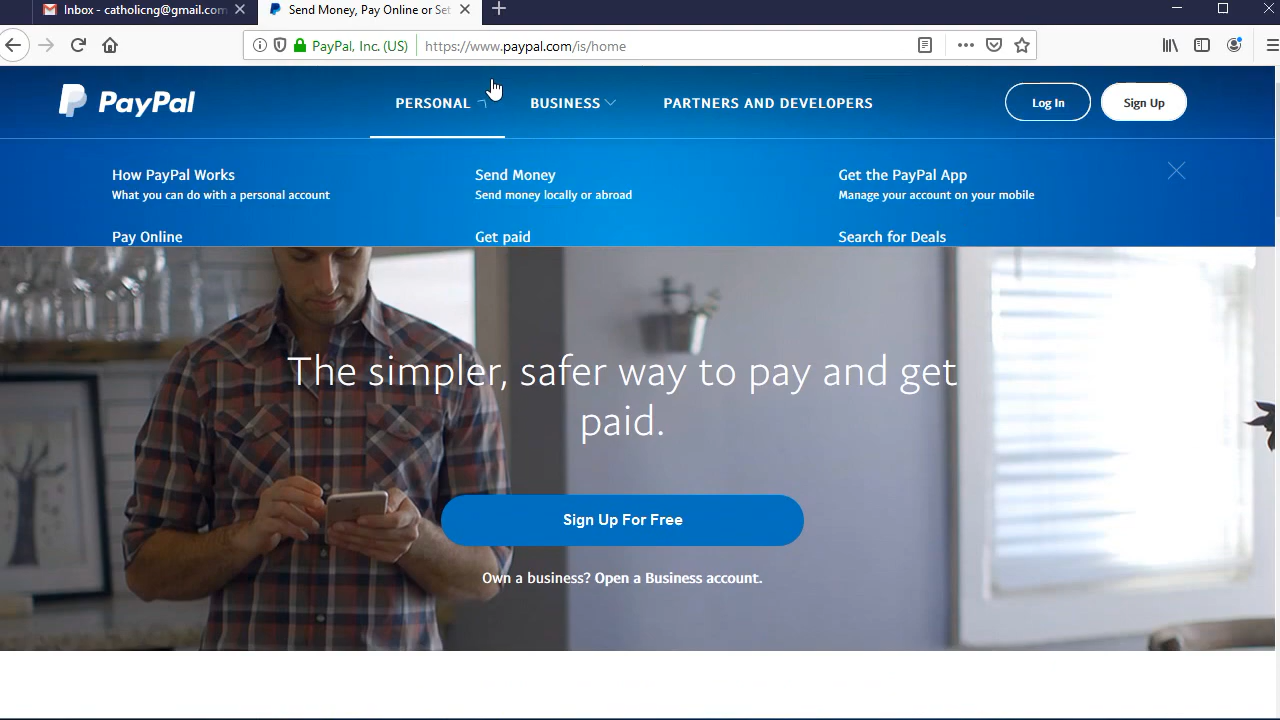 Inbox - catholicng@gmail.com
Send Money, Pay Online or Set
PayPal, Inc. (US)
https://www.paypal.com/is/home
PayPal
PERSONAL
BUSINESS
PARTNERS AND DEVELOPERS
Log In
Sign Up
How PayPal Works
What you can do with a personal account
Send Money
Send money locally or abroad
Get the PayPal App
Manage your account on your mobile
Pay Online
Get paid
Search for Deals
The simpler, safer way to pay and get
paid.
Sign Up For Free
Own a business? Open a Business account.